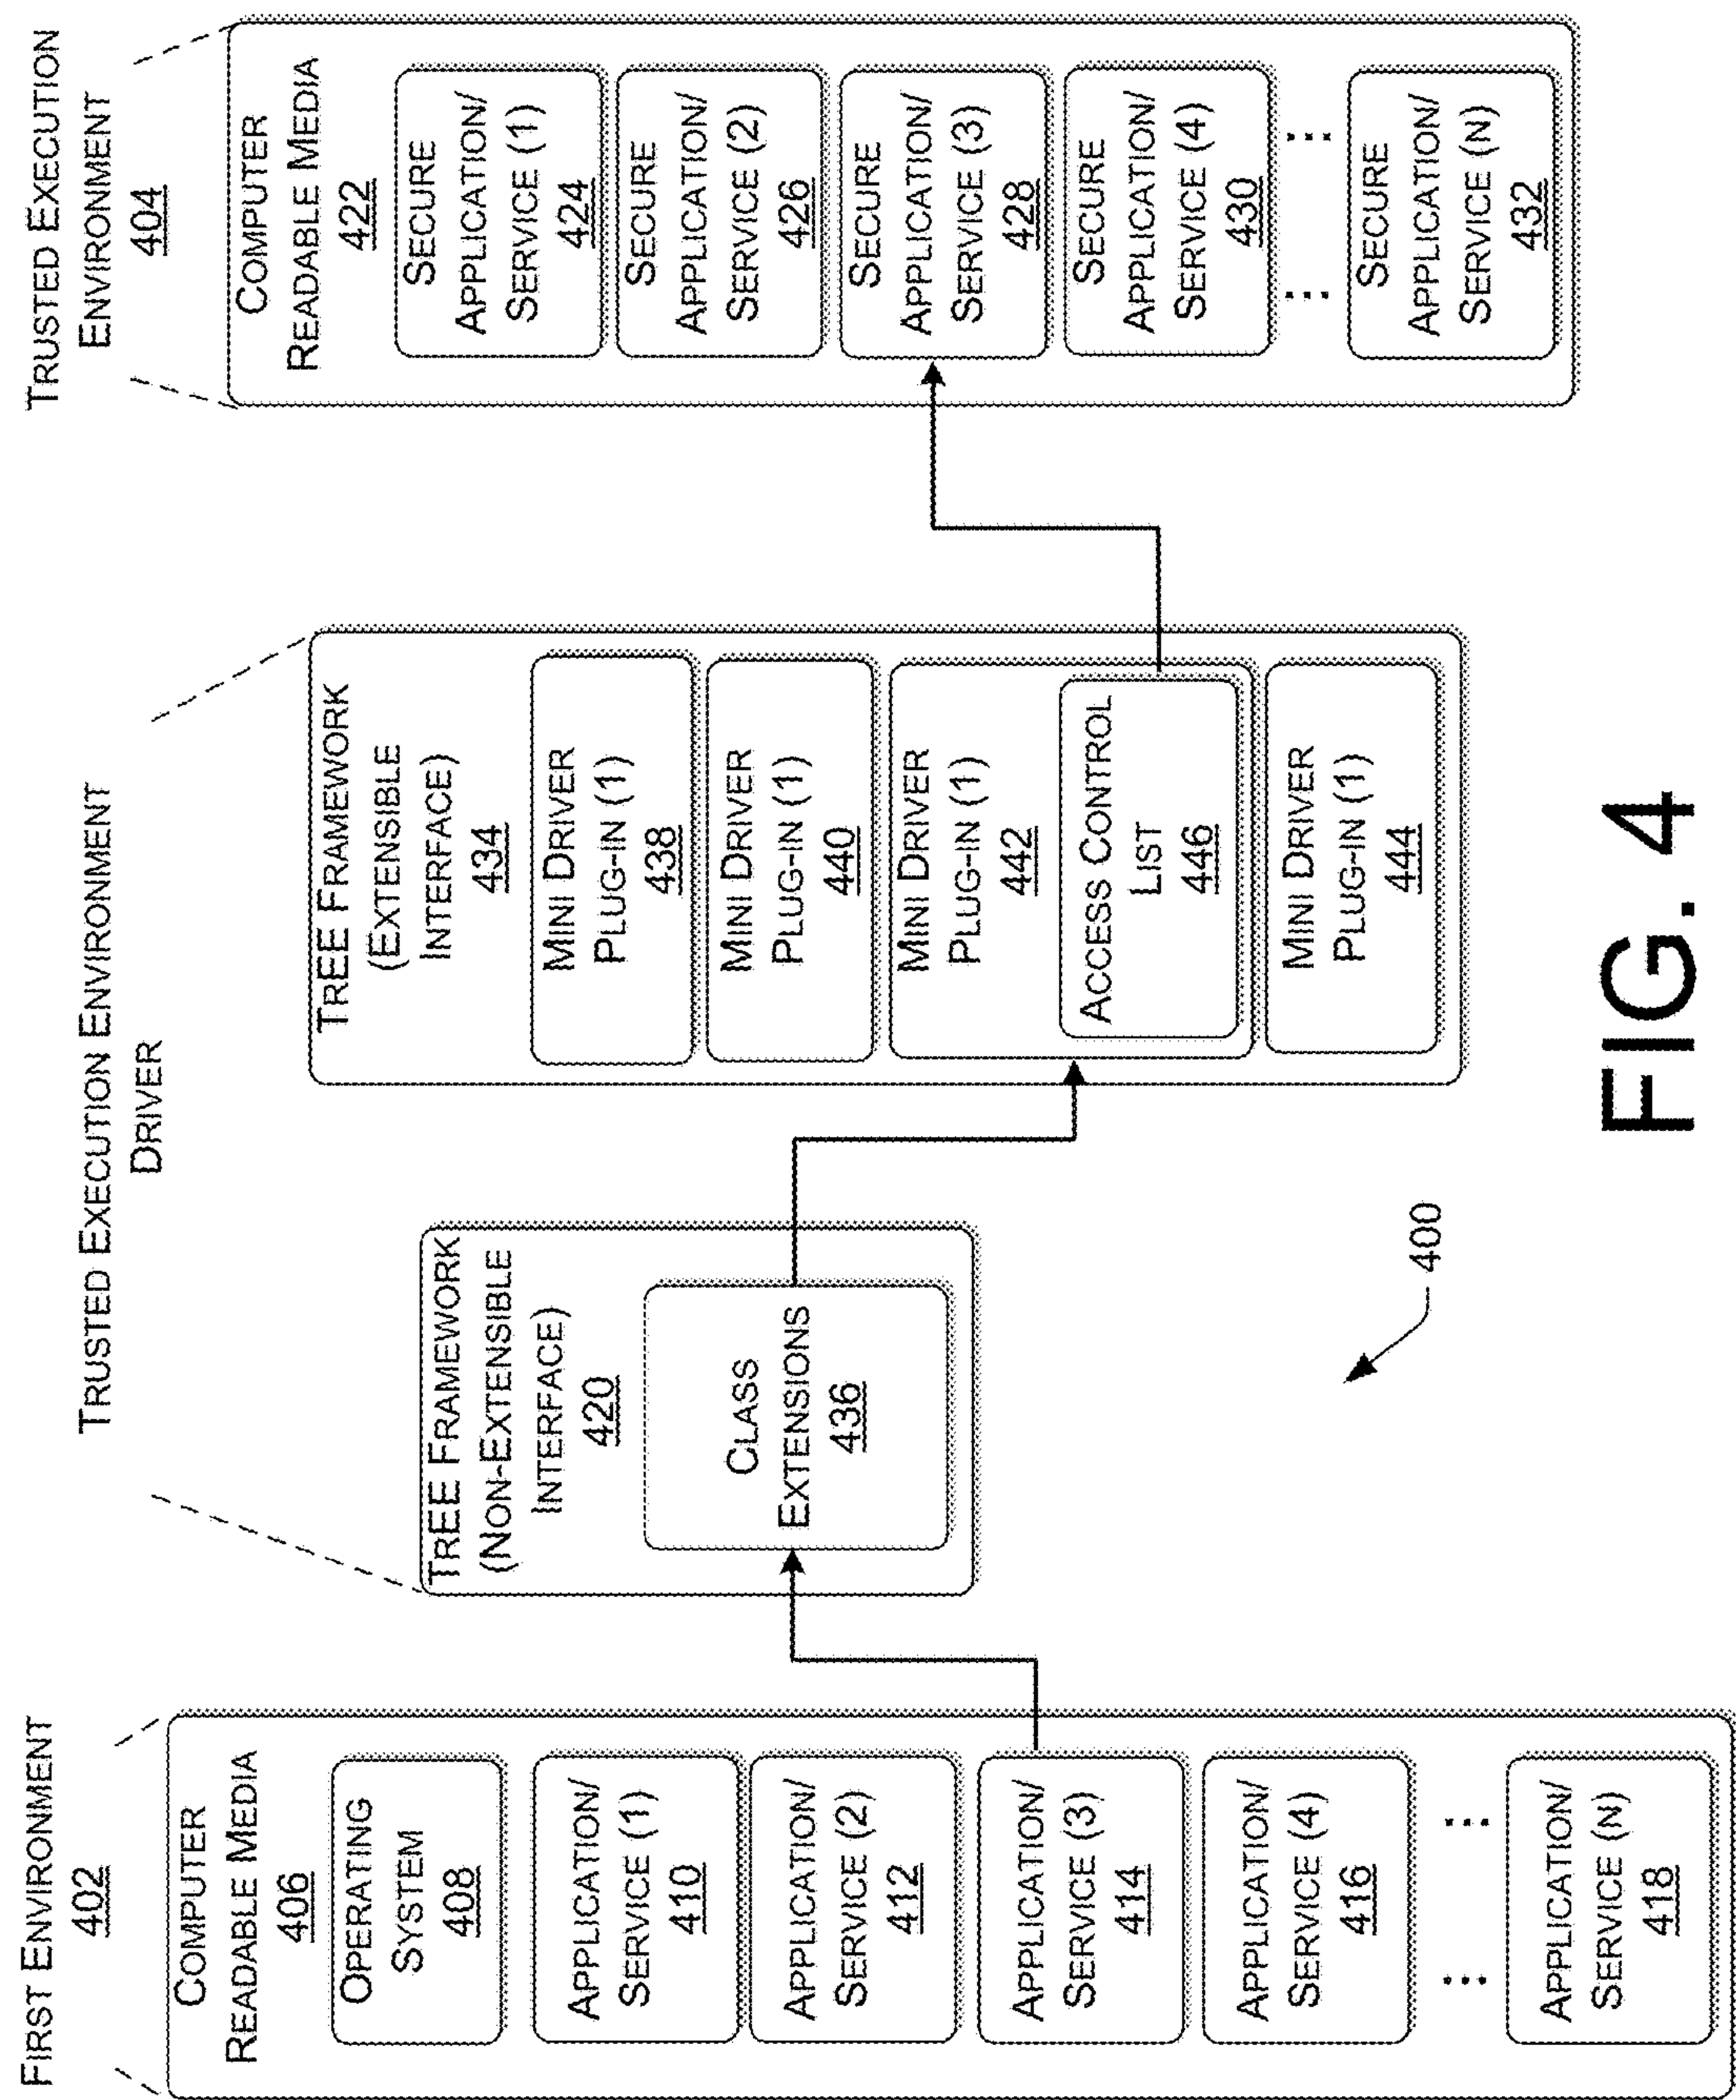 FIRST ENVIRONMENT
402
COMPUTER
READABLE MEDIA
406
OPERATING
SYSTEM
408
APPLICATION/
SERVICE (1)
410
APPLICATION/
SERVICE (2)
412
APPLICATION/
SERVICE (3)
414
APPLICATION/
SERVICE (4)
416
... ...
APPLICATION/
SERVICE (N)
418
TRUSTED EXECUTION ENVIRONMENT
DRIVER
TREE FRAMEWORK
(NON-EXTENSIBLE
INTERFACE)
420
CLASS
EXTENSIONS
436
TREE FRAMEWORK
(EXTENSIBLE
INTERFACE)
434
MINI DRIVER
PLUG-IN (1)
438
MINI DRIVER
PLUG-IN (1)
440
MINI DRIVER
PLUG-IN (1)
442
ACCESS CONTROL
LIST
446
MINI DRIVER
PLUG-IN (1)
444
TRUSTED EXECUTION
ENVIRONMENT
404
COMPUTER
READABLE MEDIA
422
SECURE
APPLICATION/
SERVICE (1)
424
SECURE
APPLICATION/
SERVICE (2)
426
SECURE
APPLICATION/
SERVICE (3)
428
SECURE
APPLICATION/
SERVICE (4)
430
... ...
SECURE
APPLICATION/
SERVICE (N)
432
400
FIG. 4